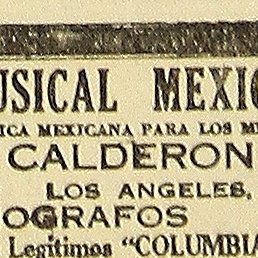 USICAL MEXIC
ICA MEXICANA PARA LOS M
CALDERON
LOS ANGELES,
OGRAFOS
Legitimos "COLUMBIA